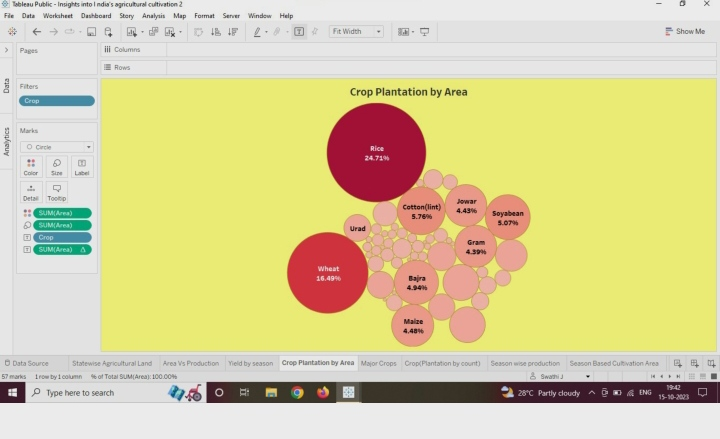 Tableau Public - Insights into I ndia's agricultural cultivation 2
File Data Worksheet Dashboard Story Analysis Map Format Server Window Help
Fit Width
Show Me
Pages
Columns
Rows
Data
Analytics
Filters
Crop
Marks
Circle
Color Size Label
Detail Tooltip
SUM(Area)
SUM(Area)
Crop
SUM(Area)
Crop Plantation by Area
Rice
24.71%
Cotton(lint)
5.76%
Jowar
4.43%
Soyabean
5.07%
Urad
Gram
4.39%
Wheat
16.49%
Bajra
4.94%
Maize
4.48%
Data Source Statewise Agricultural Land Area Vs Production Yield by season Crop Plantation by Area Major Crops Crop(Plantation by count) Season wise production Season Based Cultivation Area
57 marks 1 row by 1 column % of Total SUM(Area): 100.00%
Swathi J
Type here to search
28°C Partly cloudy
ENG
19:42
15-10-2023